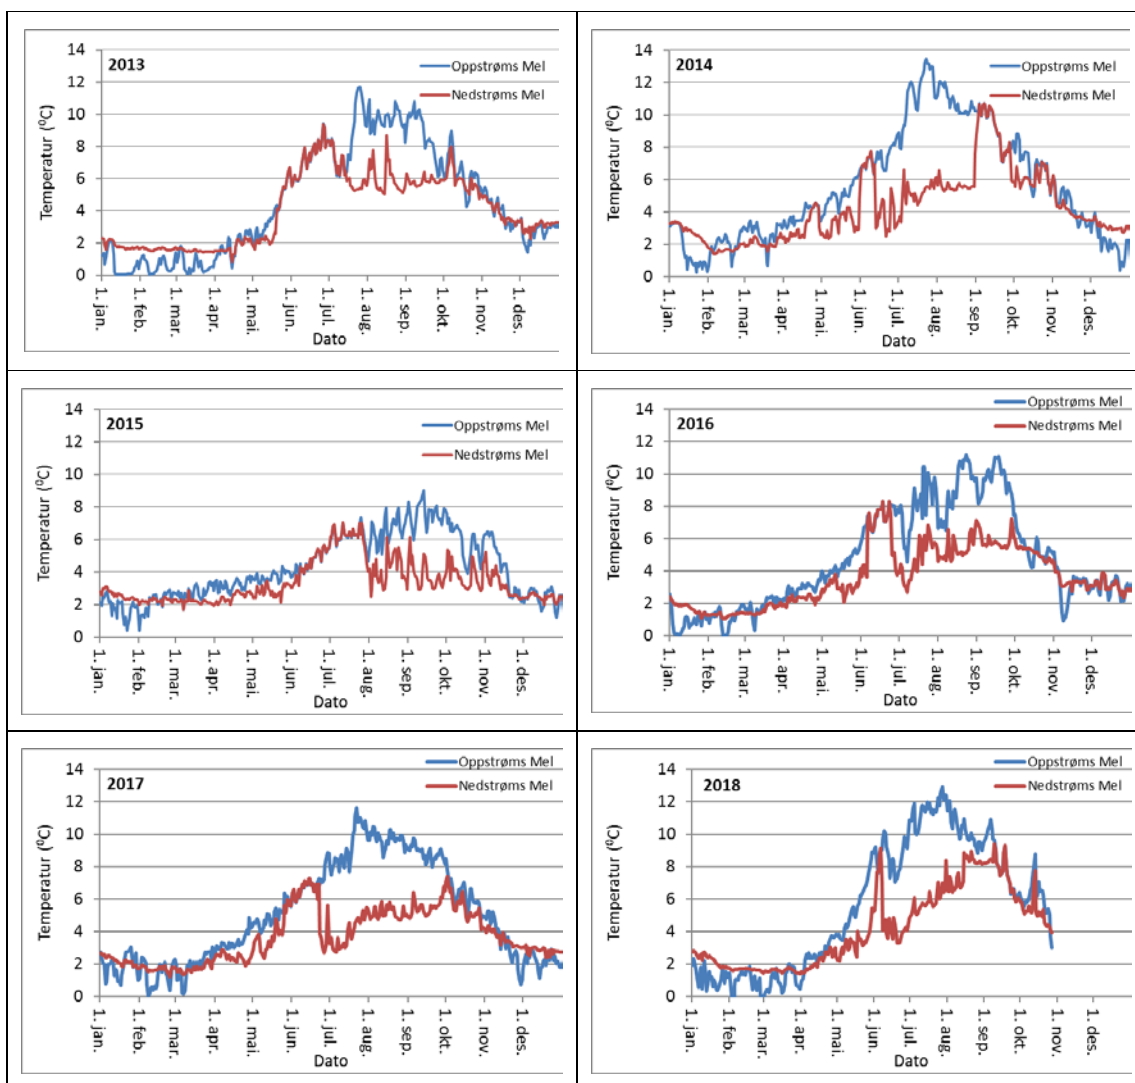 2013
Oppstrøms Mel
Nedstrøms Mel
Temperatur (⁰C)
14
12
10
8
6
4
2
0
1. jan.
1. feb.
1. mar.
1. apr.
1. mai.
1. jun.
1. jul.
1. aug.
1. sep.
1. okt.
1. nov.
1. des.
Dato
2014
Oppstrøms Mel
Nedstrøms Mel
Temperatur (⁰C)
14
12
10
8
6
4
2
0
1. jan.
1. feb.
1. mar.
1. apr.
1. mai.
1. jun.
1. jul.
1. aug.
1. sep.
1. okt.
1. nov.
1. des.
Dato
2015
Oppstrøms Mel
Nedstrøms Mel
Temperatur (⁰C)
14
12
10
8
6
4
2
0
1. jan.
1. feb.
1. mar.
1. apr.
1. mai.
1. jun.
1. jul.
1. aug.
1. sep.
1. okt.
1. nov.
1. des.
Dato
2016
Oppstrøms Mel
Nedstrøms Mel
Temperatur (⁰C)
14
12
10
8
6
4
2
0
1. jan.
1. feb.
1. mar.
1. apr.
1. mai.
1. jun.
1. jul.
1. aug.
1. sep.
1. okt.
1. nov.
1. des.
Dato
2017
Oppstrøms Mel
Nedstrøms Mel
Temperatur (⁰C)
14
12
10
8
6
4
2
0
1. jan.
1. feb.
1. mar.
1. apr.
1. mai.
1. jun.
1. jul.
1. aug.
1. sep.
1. okt.
1. nov.
1. des.
Dato
2018
Oppstrøms Mel
Nedstrøms Mel
Temperatur (⁰C)
14
12
10
8
6
4
2
0
1. jan.
1. feb.
1. mar.
1. apr.
1. mai.
1. jun.
1. jul.
1. aug.
1. sep.
1. okt.
1. nov.
1. des.
Dato